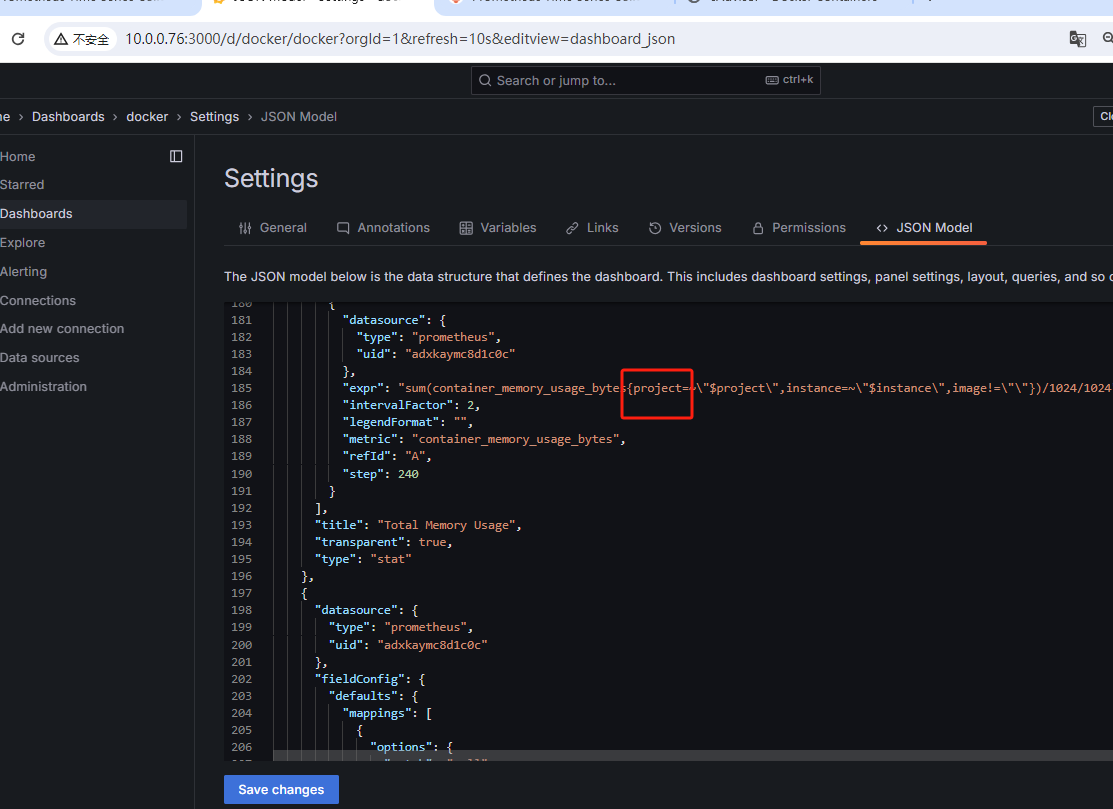 不安全
10.0.0.76:3000/d/docker/docker?orgId=1&refresh=10s&editview=dashboard_json
Search or jump to...
ctrl+k
Dashboards › docker › Settings › JSON Model
Home
Starred
Dashboards
Explore
Alerting
Connections
Add new connection
Data sources
Administration
Settings
General
Annotations
Variables
Links
Versions
Permissions
JSON Model
The JSON model below is the data structure that defines the dashboard. This includes dashboard settings, panel settings, layout, queries, and so
180 {
181 "datasource": {
182 "type": "prometheus",
183 "uid": "adxkaymc8d1c0c"
184 },
185 "expr": "sum(container_memory_usage_bytes{project=~\"$project\",instance=~\"$instance\",image!=\"\"})/1024/1024
186 "intervalFactor": 2,
187 "legendFormat": "",
188 "metric": "container_memory_usage_bytes",
189 "refId": "A",
190 "step": 240
191 }
192 ],
193 "title": "Total Memory Usage",
194 "transparent": true,
195 "type": "stat"
196 },
197 {
198 "datasource": {
199 "type": "prometheus",
200 "uid": "adxkaymc8d1c0c"
201 },
202 "fieldConfig": {
203 "defaults": {
204 "mappings": [
205 {
206 "options": {
Save changes